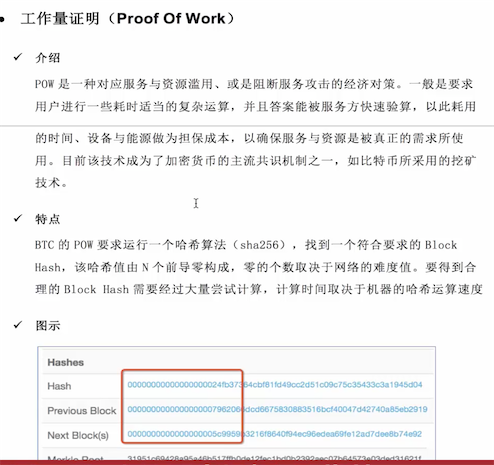 工作量证明（Proof Of Work）
介绍
POW 是一种对应服务与资源滥用、或是阻断服务攻击的经济对策。一般是要求
用户进行一些耗时适当的复杂运算，并且答案能被服务方快速验算，以此耗用
的时间、设备与能源做为担保成本，以确保服务与资源是被真正的需求所使
用。目前该技术成为了加密货币的主流共识机制之一，如比特币所采用的挖矿
技术。
特点
BTC 的 POW 要求运行一个哈希算法（sha256），找到一个符合要求的 Block
Hash，该哈希值由 N 个前导零构成，零的个数取决于网络的难度值。要得到合
理的 Block Hash 需要经过大量尝试计算，计算时间取决于机器的哈希运算速度
图示
Hashes
Hash
Previous Block
Next Block(s)